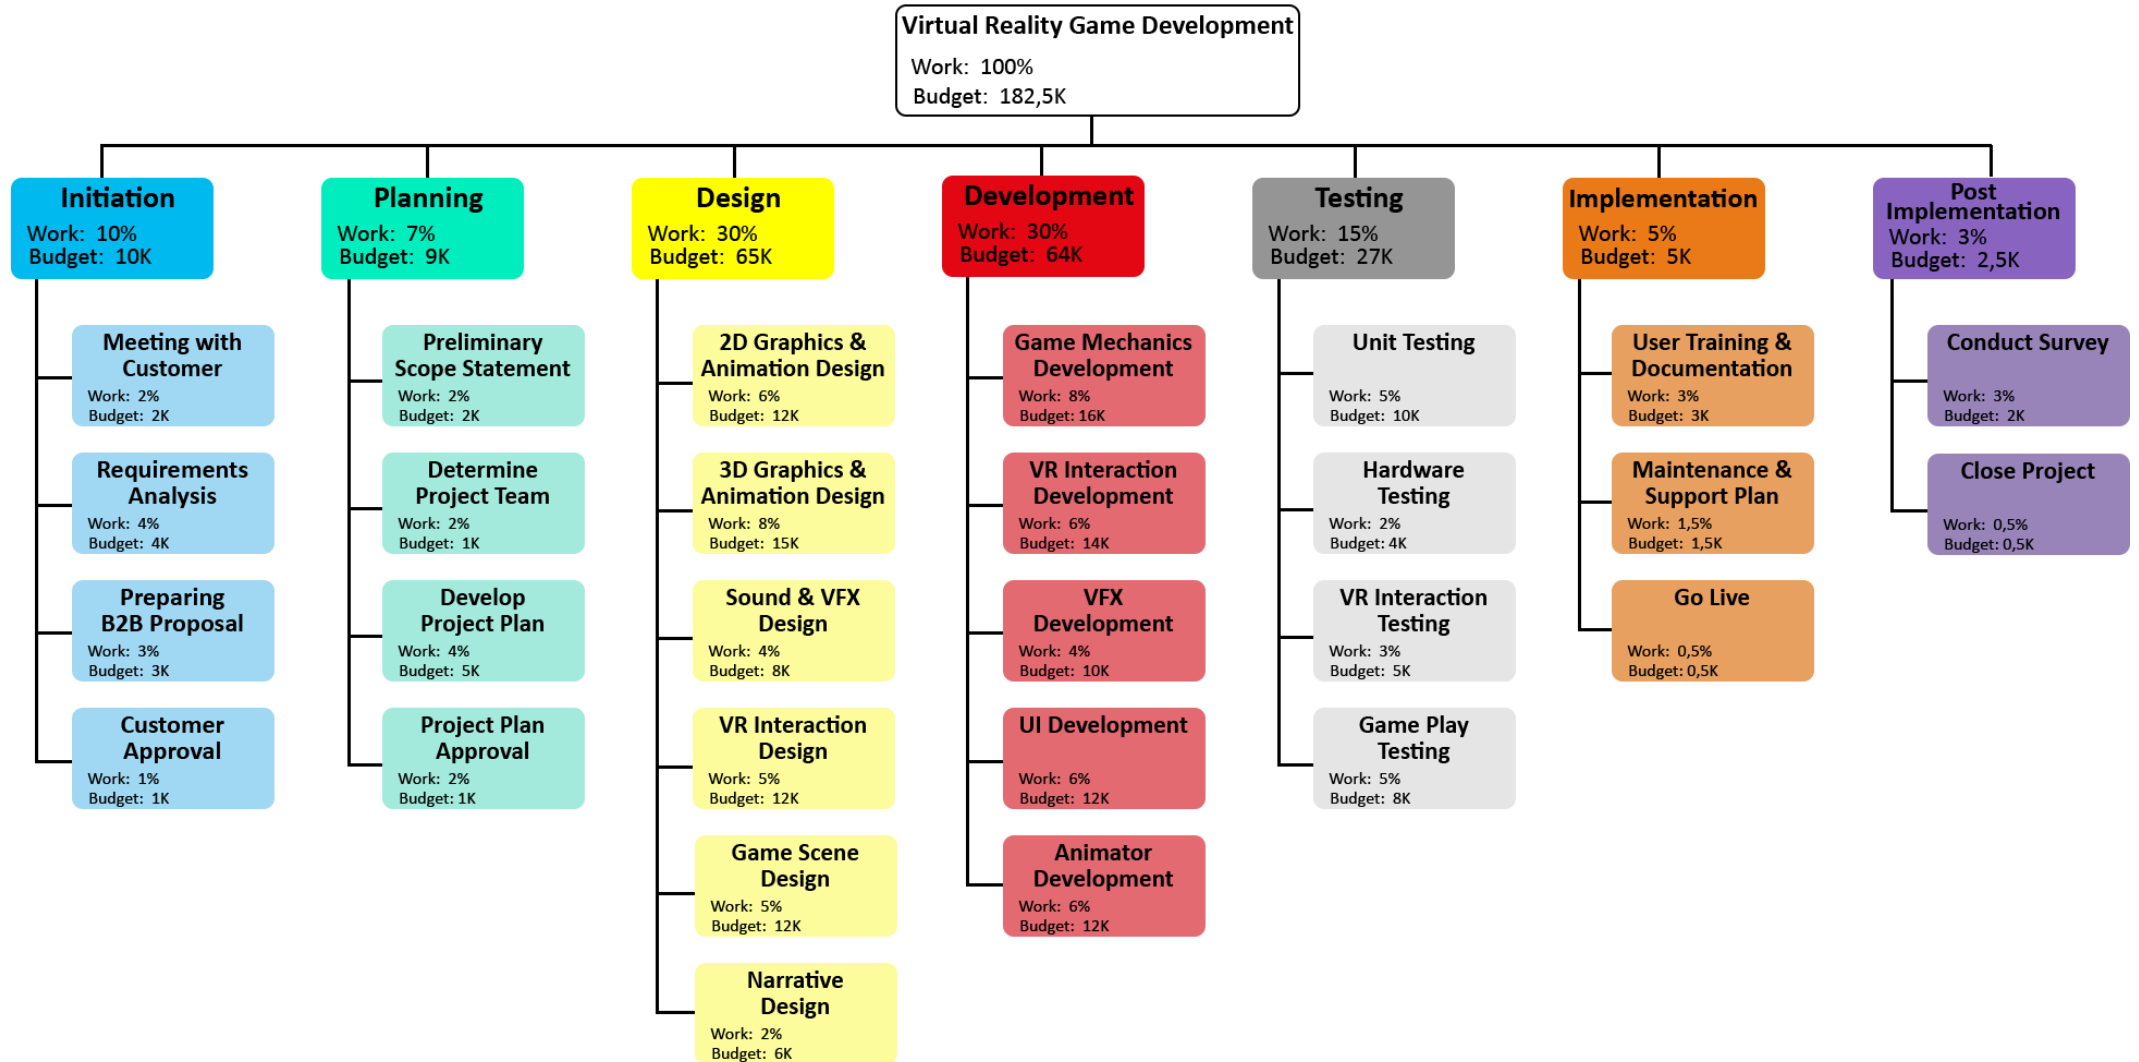 Virtual Reality Game Development
Work: 100%
Budget: 182,5K
Initiation
Work: 10%
Budget: 10K
Meeting with
Customer
Work: 2%
Budget: 2K
Requirements
Analysis
Work: 4%
Budget: 4K
Preparing
B2B Proposal
Work: 3%
Budget: 3K
Customer
Approval
Work: 1%
Budget: 1K
Planning
Work: 7%
Budget: 9K
Preliminary
Scope Statement
Work: 2%
Budget: 2K
Determine
Project Team
Work: 2%
Budget: 1K
Develop
Project Plan
Work: 4%
Budget: 5K
Project Plan
Approval
Work: 2%
Budget: 1K
Design
Work: 30%
Budget: 65K
2D Graphics &
Animation Design
Work: 6%
Budget: 12K
3D Graphics &
Animation Design
Work: 8%
Budget: 15K
Sound & VFX
Design
Work: 4%
Budget: 8K
VR Interaction
Design
Work: 5%
Budget: 12K
Game Scene
Design
Work: 5%
Budget: 12K
Narrative
Design
Work: 2%
Budget: 6K
Development
Work: 30%
Budget: 64K
Game Mechanics
Development
Work: 8%
Budget: 16K
VR Interaction
Development
Work: 6%
Budget: 14K
VFX
Development
Work: 4%
Budget: 10K
UI Development
Work: 6%
Budget: 12K
Animator
Development
Work: 6%
Budget: 12K
Testing
Work: 15%
Budget: 27K
Unit Testing
Work: 5%
Budget: 10K
Hardware
Testing
Work: 2%
Budget: 4K
VR Interaction
Testing
Work: 3%
Budget: 5K
Game Play
Testing
Work: 5%
Budget: 8K
Implementation
Work: 5%
Budget: 5K
User Training &
Documentation
Work: 3%
Budget: 3K
Maintenance &
Support Plan
Work: 1,5%
Budget: 1,5K
Go Live
Work: 0,5%
Budget: 0,5K
Post
Implementation
Work: 3%
Budget: 2,5K
Conduct Survey
Work: 3%
Budget: 2K
Close Project
Work: 0,5%
Budget: 0,5K